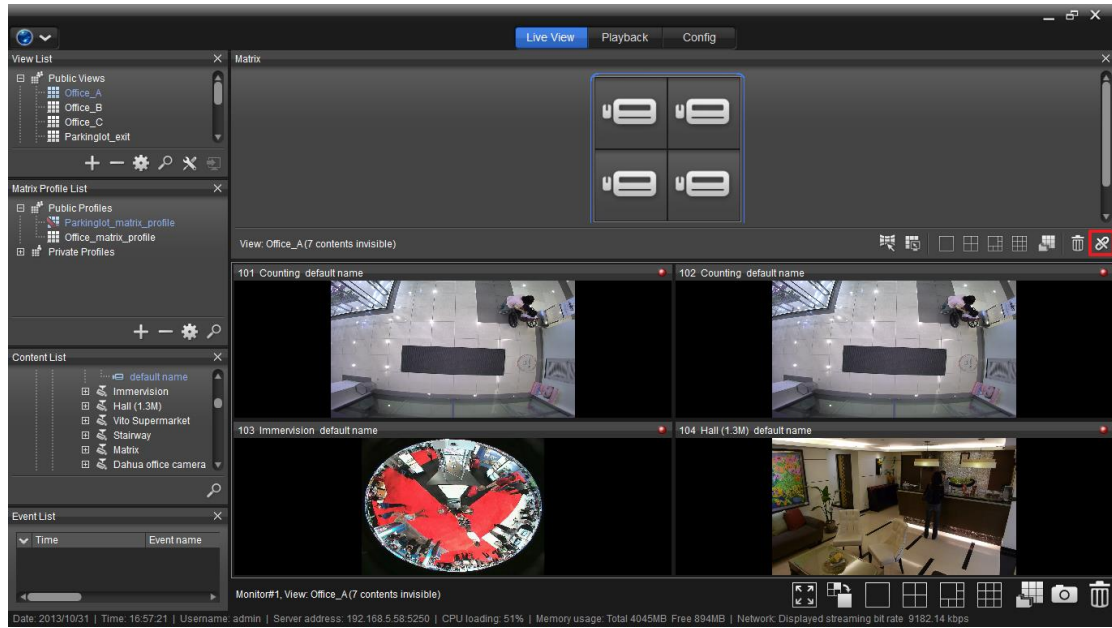 Live View Playback Config
View List
Public Views
Office_A
Office_B
Office_C
Parkinglot_exit
Matrix Profile List
Public Profiles
Parkinglot_matrix_profile
Office_matrix_profile
Private Profiles
Content List
default name
Immervision
Hall (1.3M)
Vito Supermarket
Stairway
Matrix
Dahua office camera
Event List
Time Event name
Matrix
View: Office_A(7 contents invisible)
101 Counting default name
102 Counting default name
103 Immervision default name
104 Hall (1.3M) default name
Monitor#1, View: Office_A(7 contents invisible)
Date: 2013/10/31 | Time: 16:57:21 | Username: admin | Server address: 192.168.5.58:5250 | CPU loading: 51% | Memory usage: Total 4045MB Free 894MB | Network: Displayed streaming bit rate 9182.14 kbps